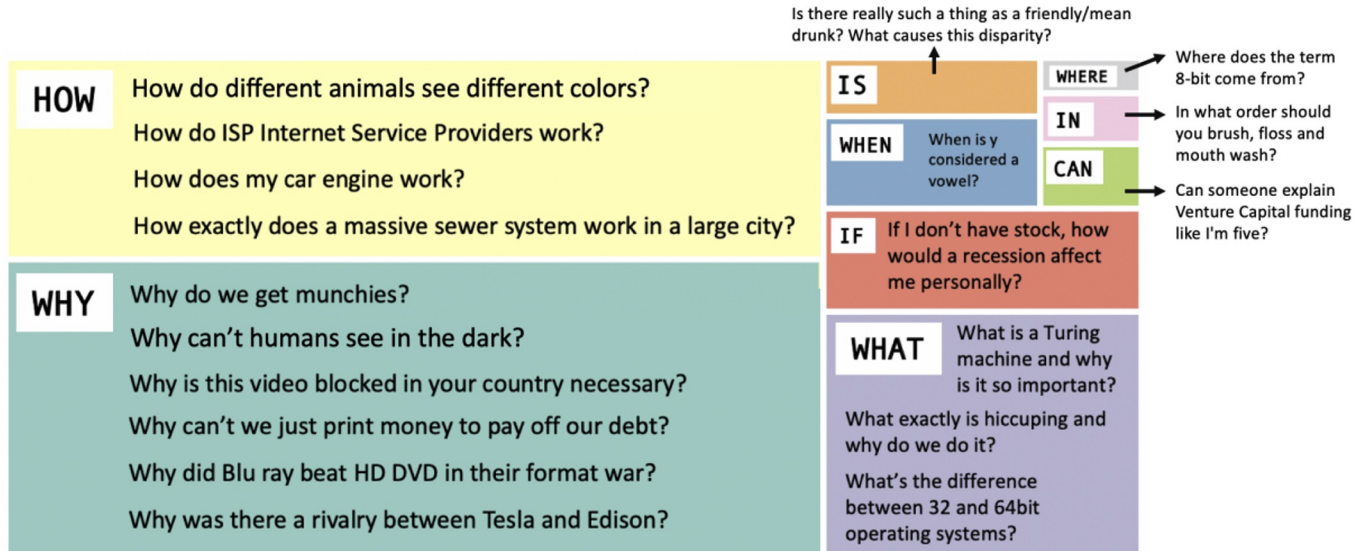 Is there really such a thing as a friendly/mean
drunk? What causes this disparity?
HOW
How do different animals see different colors?
How do ISP Internet Service Providers work?
How does my car engine work?
How exactly does a massive sewer system work in a large city?
WHY
Why do we get munchies?
Why can't humans see in the dark?
Why is this video blocked in your country necessary?
Why can't we just print money to pay off our debt?
Why did Blu ray beat HD DVD in their format war?
Why was there a rivalry between Tesla and Edison?
IS
WHERE
Where does the term
8-bit come from?
WHEN
When is y
considered a
vowel?
IN
In what order should
you brush, floss and
mouth wash?
CAN
Can someone explain
Venture Capital funding
like I'm five?
IF
If I don't have stock, how
would a recession affect
me personally?
WHAT
What is a Turing
machine and why
is it so important?
What exactly is hiccuping and
why do we do it?
What's the difference
between 32 and 64bit
operating systems?